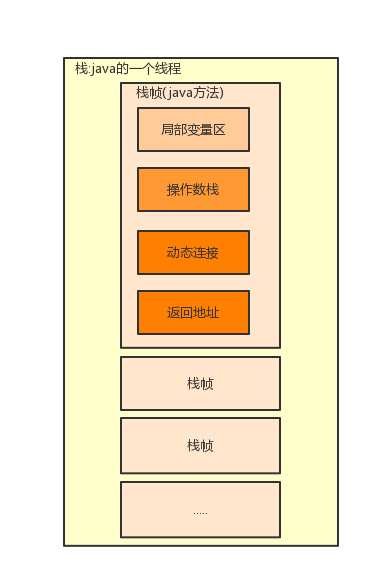 栈:java的一个线程
栈帧(java方法)
局部变量区
操作数栈
动态连接
返回地址
栈帧
栈帧
.....